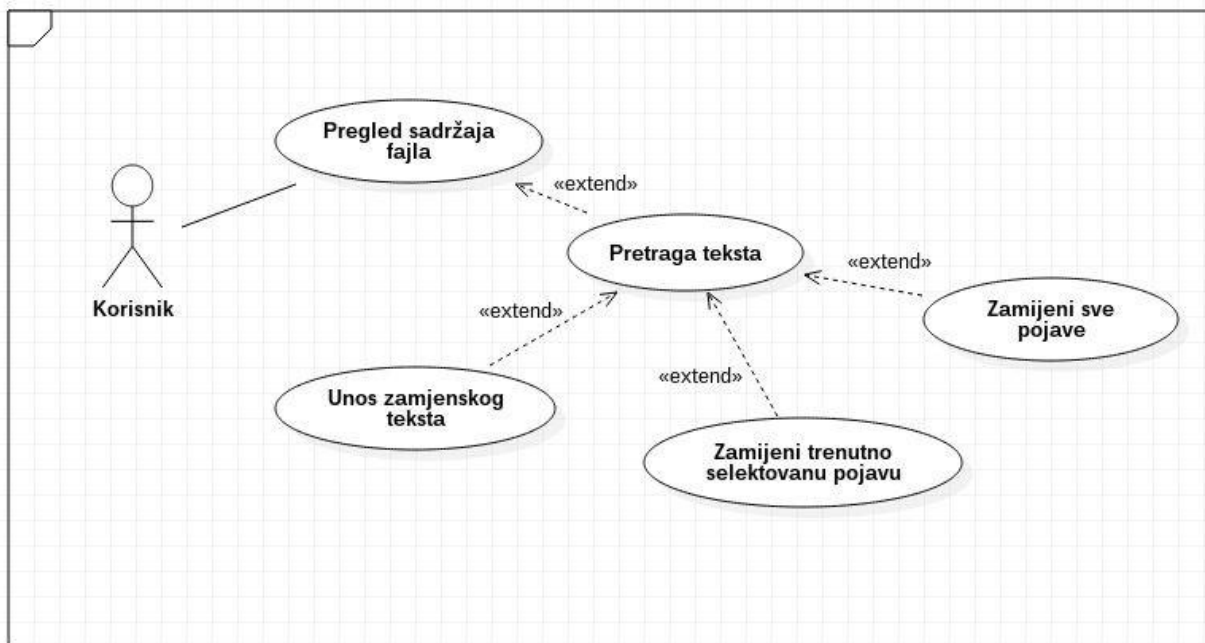 Pregled sadržaja
fajla
«extend»
Pretraga teksta
«extend»
Korisnik
«extend»
Zamijeni sve
pojave
«extend»
Unos zamjenskog
teksta
Zamijeni trenutno
selektovanu pojavu